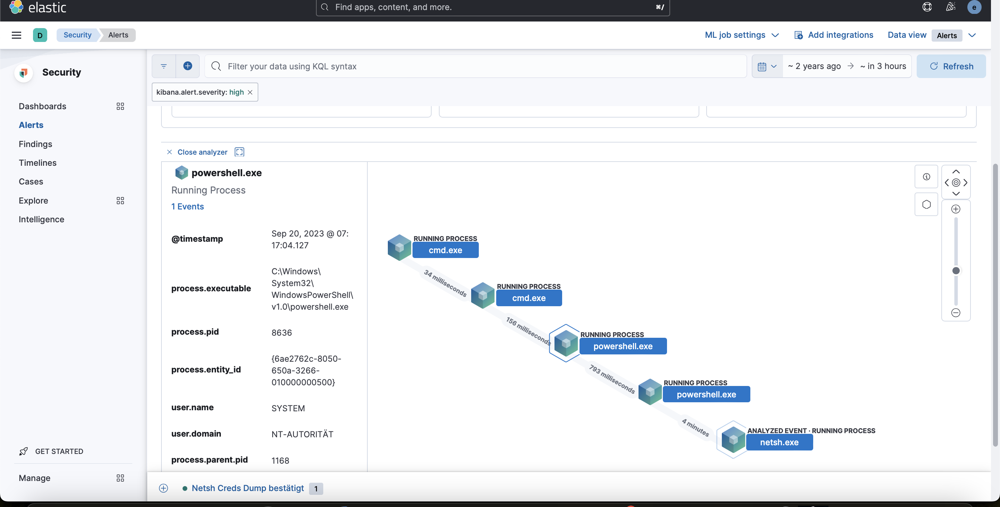 elastic
Find apps, content, and more.
⌘/
e
D
Security
Alerts
ML job settings
Add integrations
Data view
Alerts
Security
Dashboards
Alerts
Findings
Timelines
Cases
Explore
Intelligence
GET STARTED
Manage
Filter your data using KQL syntax
~ 2 years ago → ~ in 3 hours
Refresh
kibana.alert.severity: high
Close analyzer
powershell.exe
Running Process
1 Events
@timestamp
Sep 20, 2023 @ 07:
17:04.127
process.executable
C:\Windows\
System32\
WindowsPowerShell\
v1.0\powershell.exe
process.pid
8636
process.entity_id
{6ae2762c-8050-
650a-3266-
010000000500}
user.name
SYSTEM
user.domain
NT-AUTORITÄT
process.parent.pid
1168
RUNNING PROCESS
cmd.exe
34 milliseconds
RUNNING PROCESS
cmd.exe
156 milliseconds
RUNNING PROCESS
powershell.exe
793 milliseconds
RUNNING PROCESS
powershell.exe
4 minutes
ANALYZED EVENT · RUNNING PROCESS
netsh.exe
Netsh Creds Dump bestätigt
1